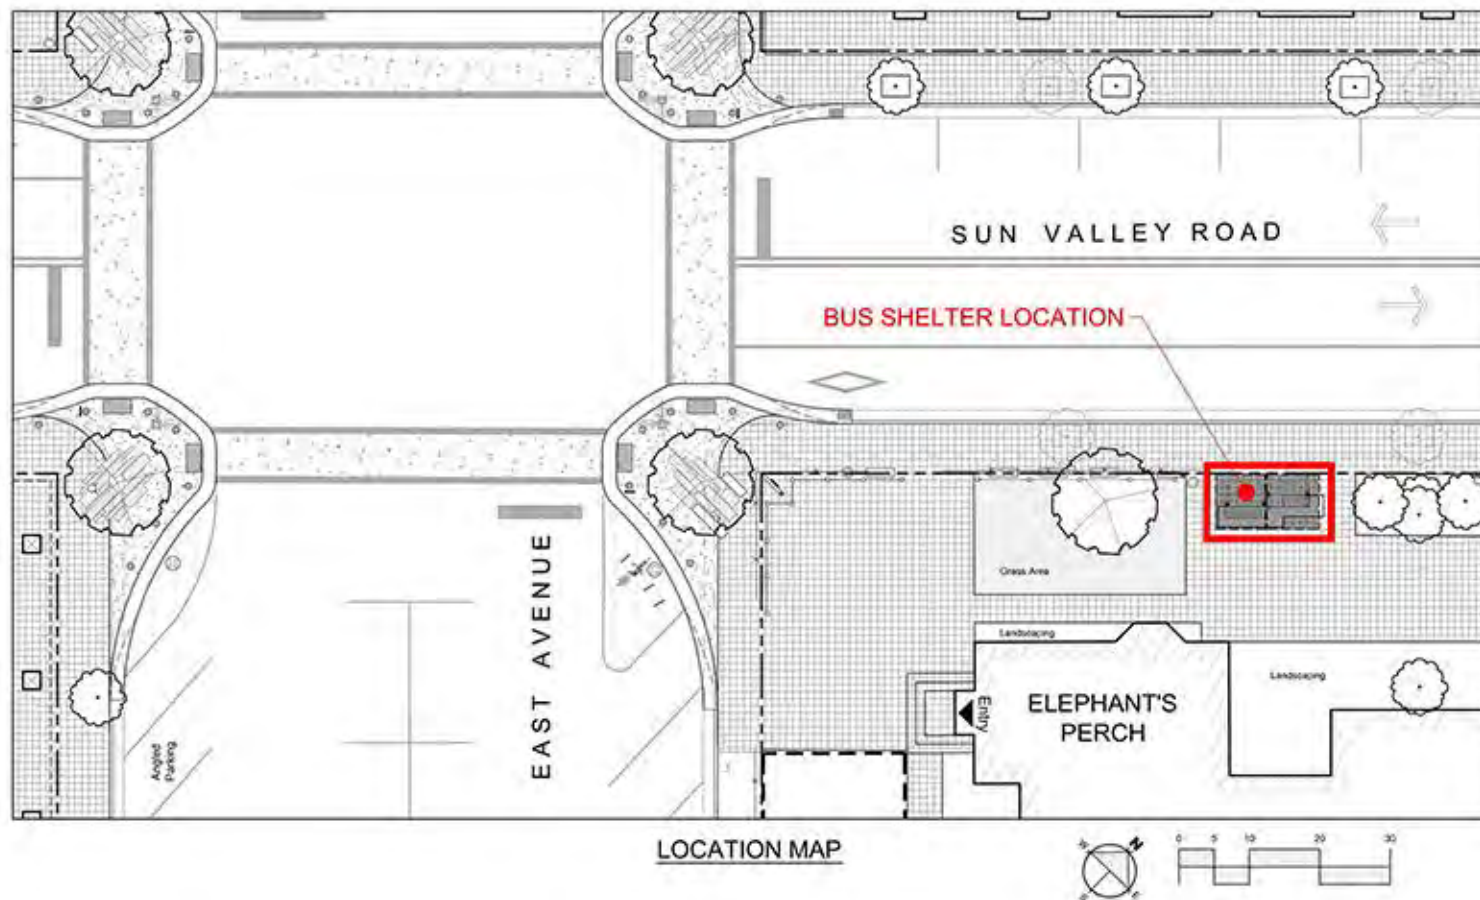 SUN VALLEY ROAD
BUS SHELTER LOCATION
Grass Area
Landscaping
Landscaping
EAST AVENUE
Entry
ELEPHANT'S
PERCH
Angled
Parking
LOCATION MAP
W N
E
0 5 10 20 30